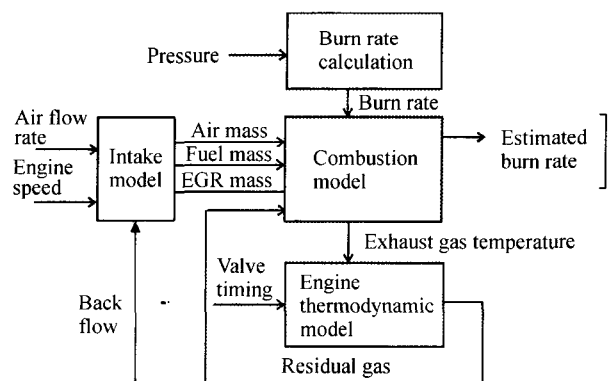 Pressure
Burn rate
calculation
Burn rate
Air flow
rate
Engine
speed
Intake
model
Air mass
Fuel mass
EGR mass
Combustion
model
Estimated
burn rate
Exhaust gas temperature
Valve
timing
Engine
thermodynamic
model
Back
flow
Residual gas